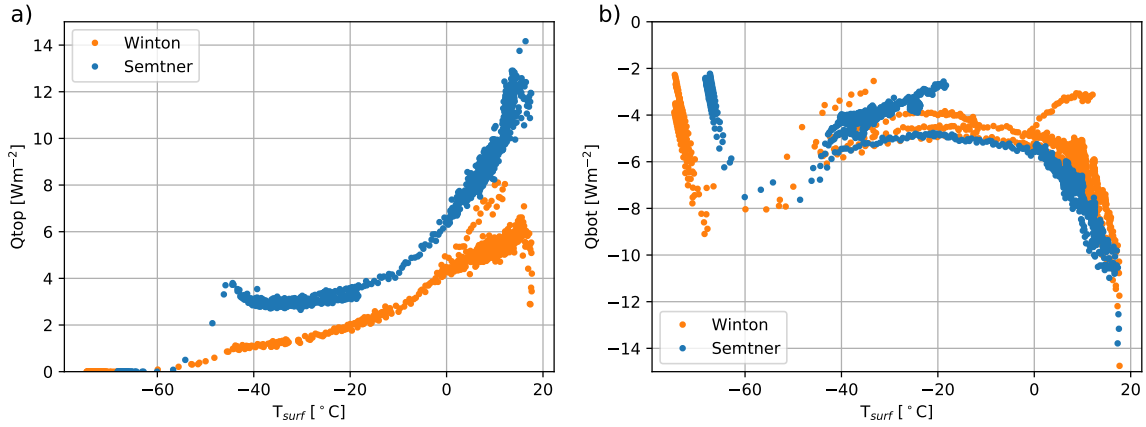 a)
Qtop [Wm⁻²]
14
12
10
8
6
4
2
0
Winton
Semtner
−60 −40 −20 0 20
T_surf [°C]
b)
Qbot [Wm⁻²]
0
−2
−4
−6
−8
−10
−12
−14
Winton
Semtner
−60 −40 −20 0 20
T_surf [°C]